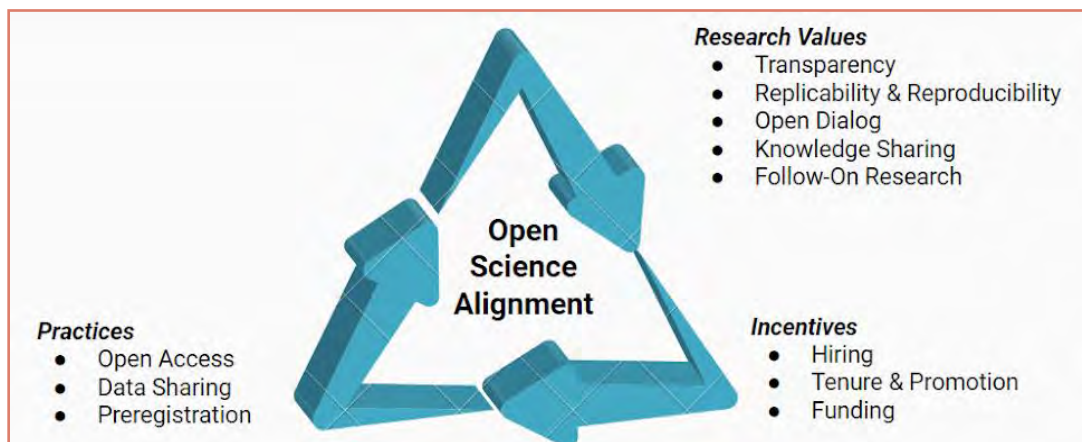 Research Values
● Transparency
● Replicability & Reproducibility
● Open Dialog
● Knowledge Sharing
● Follow-On Research
Open
Science
Alignment
Practices
● Open Access
● Data Sharing
● Preregistration
Incentives
● Hiring
● Tenure & Promotion
● Funding